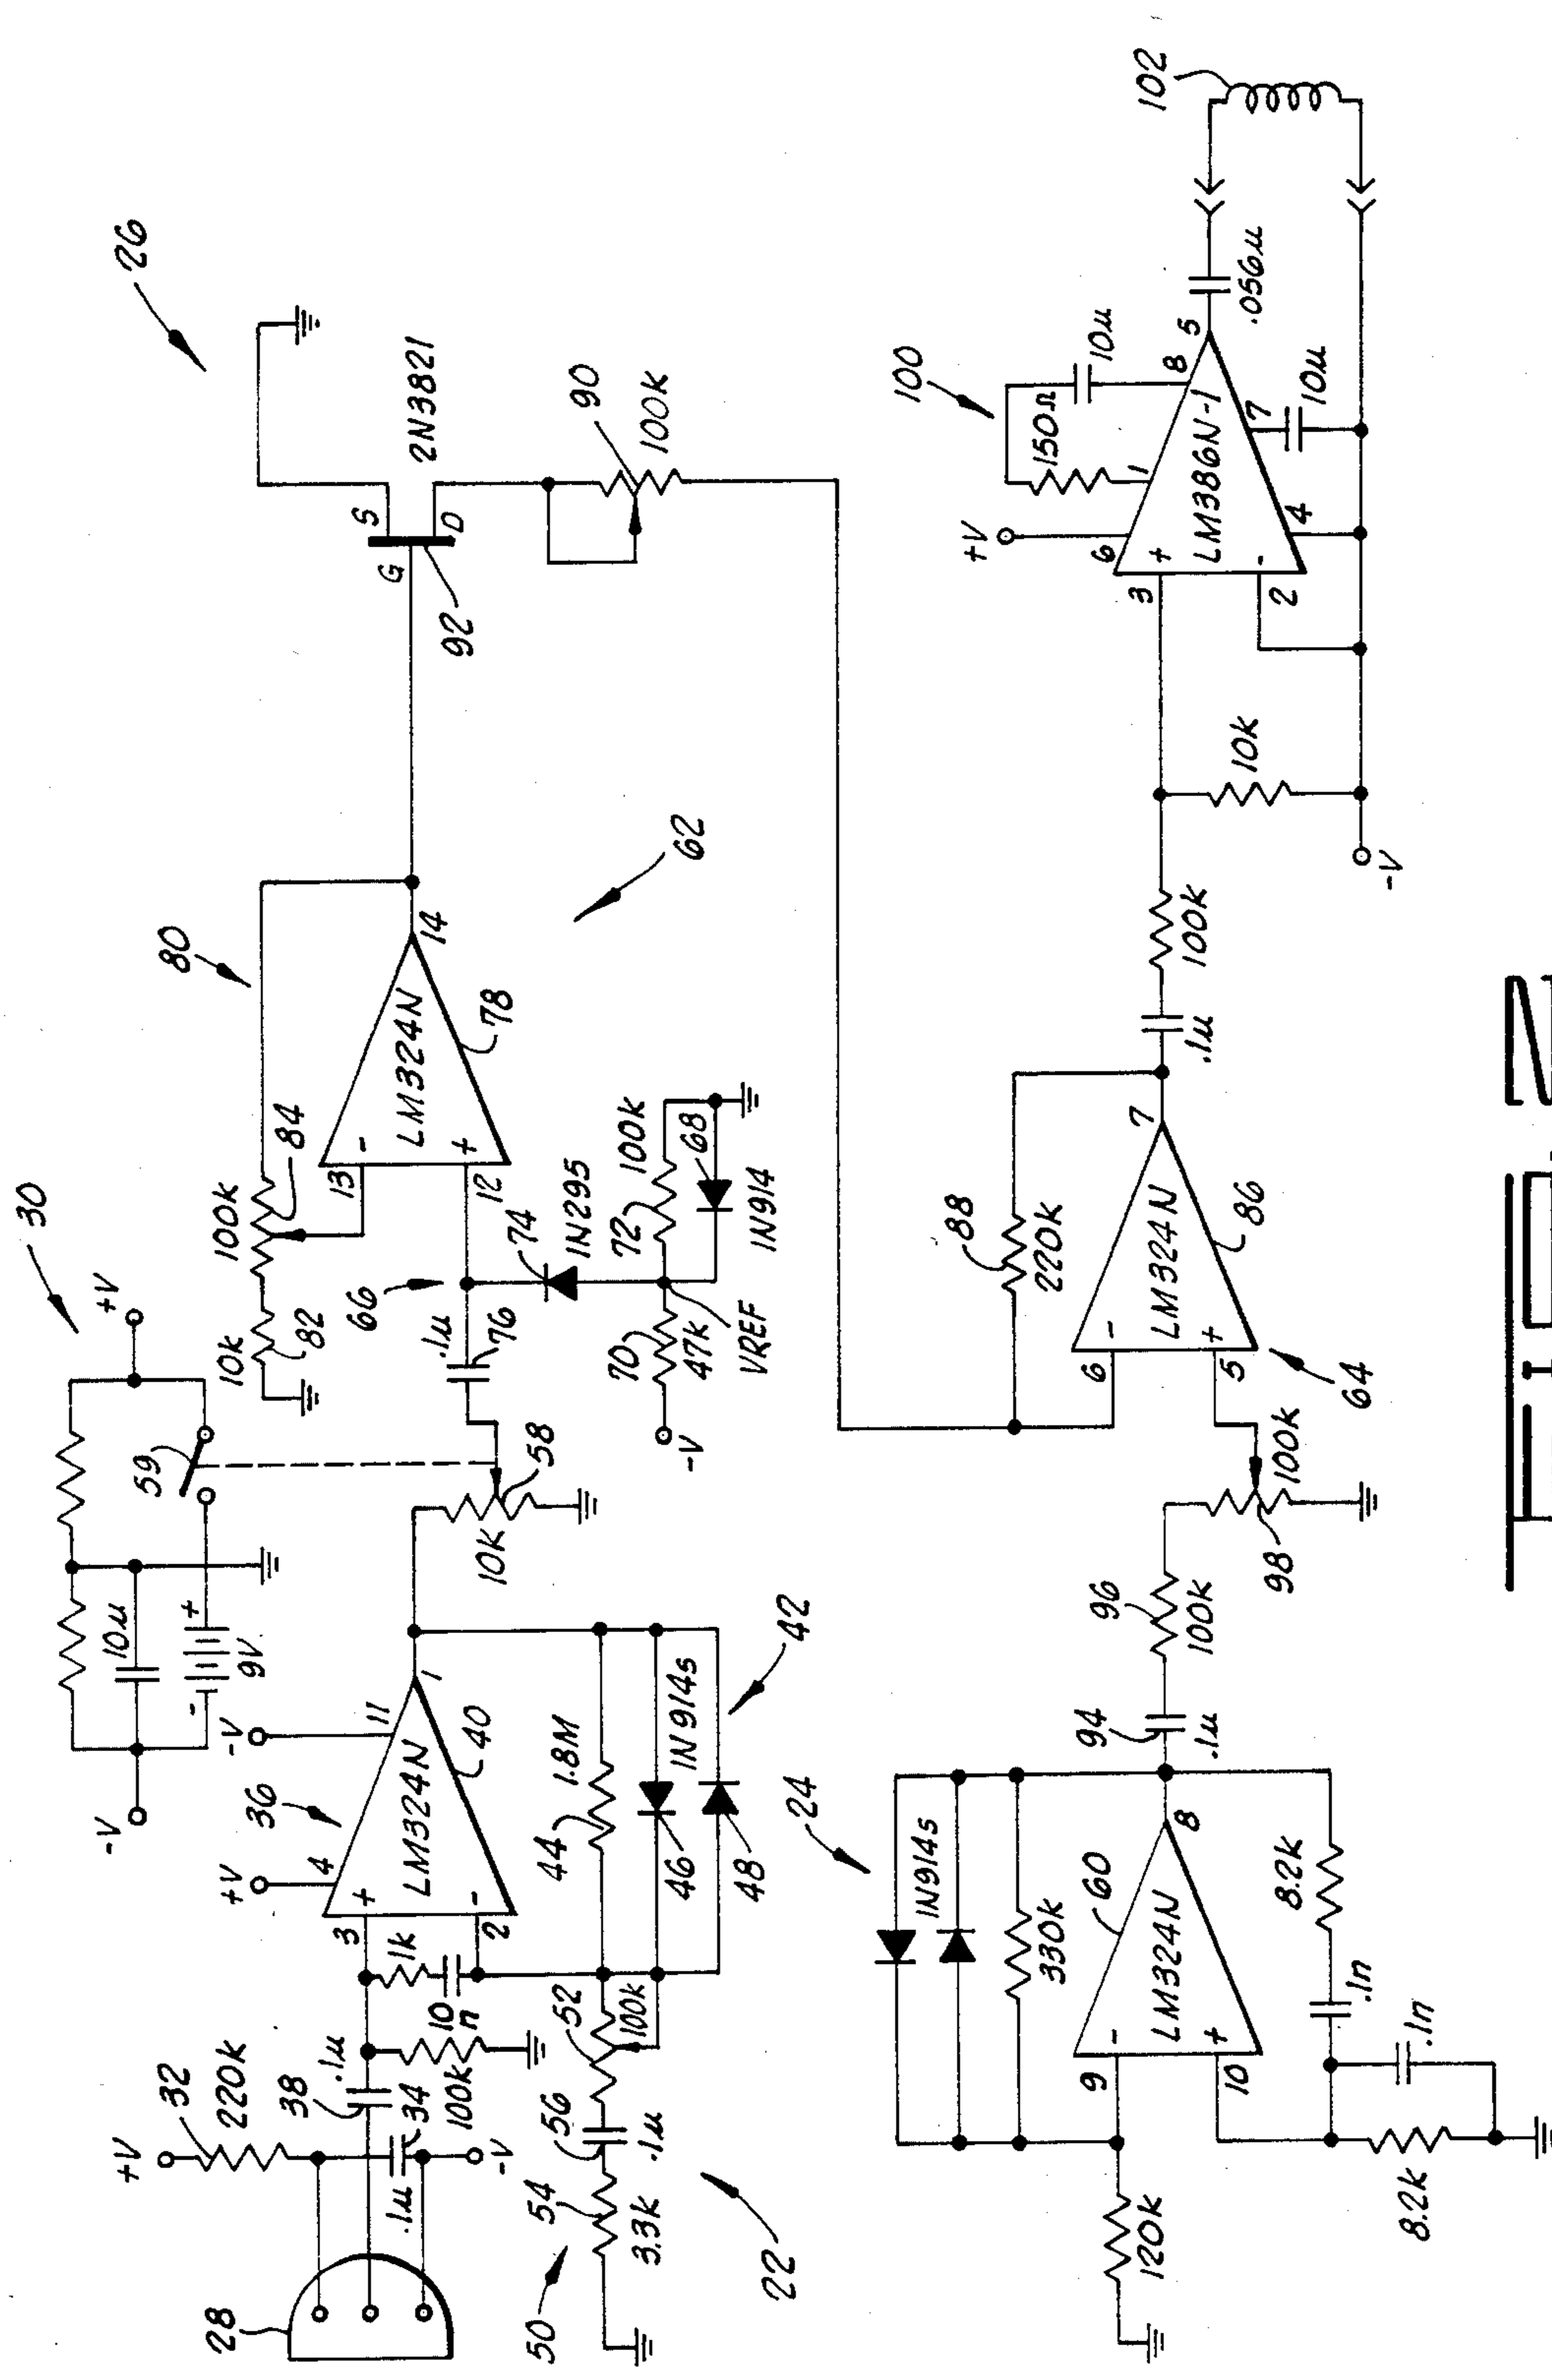 26
30
+V
59
10μ
9V
+
-
-V
28
+V
32
220K
38
.1μ
.1μ
34
-V
100K
1K
10
n
+V
4
36
-V
11
3
+
LM324N
-
2
1
40
44
1.8M
46
1N914s
48
42
50
54
3.3K
56
.1μ
52
100K
22
10K
58
.1μ
76
66
10K
82
100K
84
80
13
-
LM324N
+
12
14
78
74
1N295
70
47K
72
100K
68
1N914
VREF
-V
62
G
S
D
92
2N3821
90
100K
24
1N914s
330K
60
9
-
LM324N
+
10
8
120K
8.2K
.1n
.1n
8.2K
94
.1μ
96
100K
98
100K
88
220K
6
-
LM324N
+
5
7
86
64
.1μ
100K
10K
-V
+V
6
3
+
LM386N-1
-
2
4
1
150Ω
10μ
8
100
7
10μ
5
.056μ
102